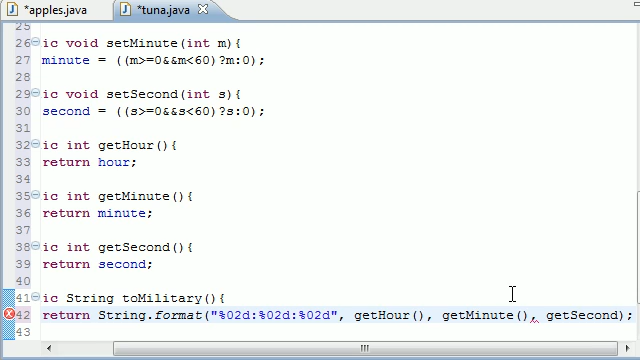 *apples.java *tuna.java
25
26 ic void setMinute(int m){
27 minute = ((m>=0&&m<60)?m:0);
28
29 ic void setSecond(int s){
30 second = ((s>=0&&s<60)?s:0);
31
32 ic int getHour(){
33 return hour;
34
35 ic int getMinute(){
36 return minute;
37
38 ic int getSecond(){
39 return second;
40
41 ic String toMilitary(){
42 return String.format("%02d:%02d:%02d", getHour(), getMinute(), getSecond);
43